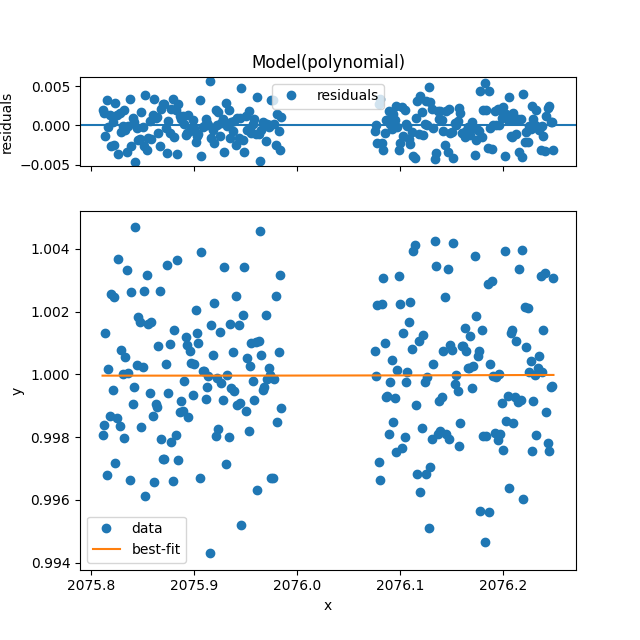 Model(polynomial)
0.005
0.000
−0.005
residuals
residuals
1.004
1.002
1.000
0.998
0.996
0.994
y
data
best-fit
2075.8 2075.9 2076.0 2076.1 2076.2
x